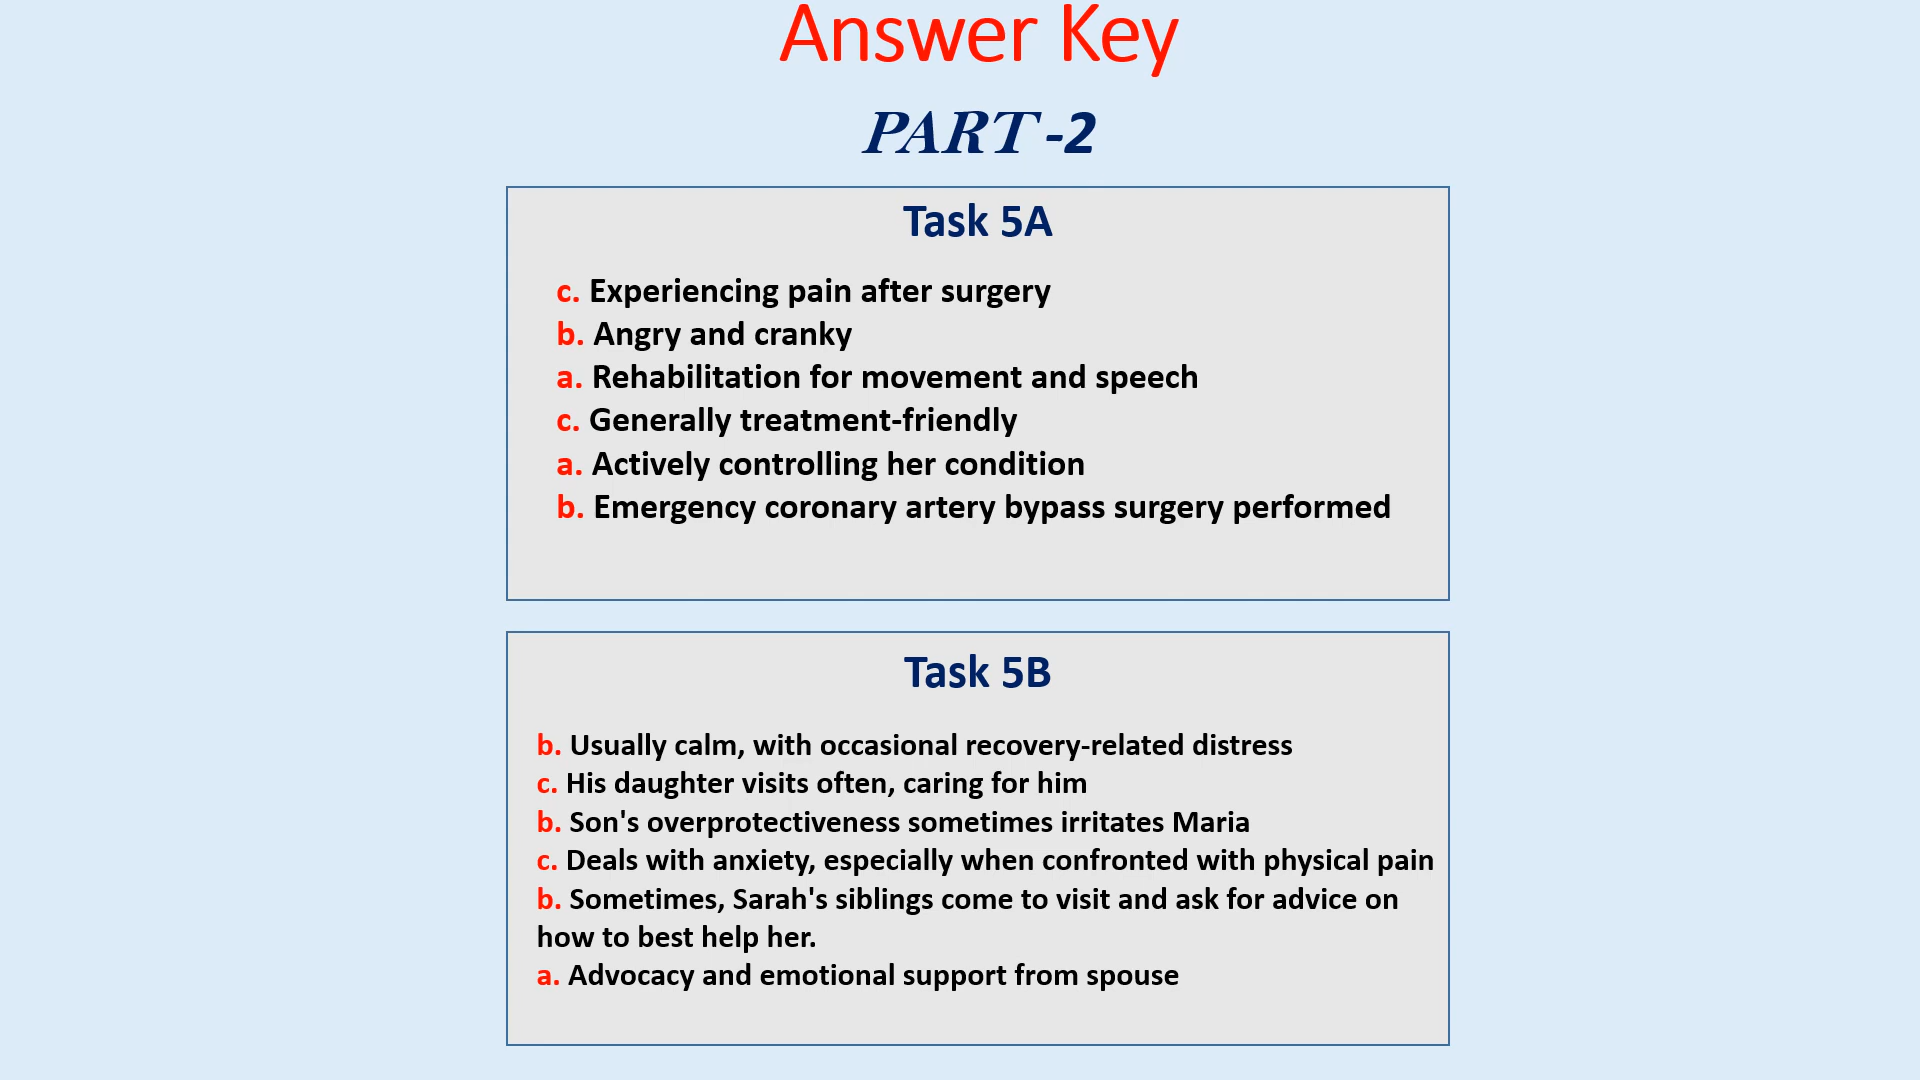 Answer Key
PART -2
Task 5A
c. Experiencing pain after surgery
b. Angry and cranky
a. Rehabilitation for movement and speech
c. Generally treatment-friendly
a. Actively controlling her condition
b. Emergency coronary artery bypass surgery performed
Task 5B
b. Usually calm, with occasional recovery-related distress
c. His daughter visits often, caring for him
b. Son's overprotectiveness sometimes irritates Maria
c. Deals with anxiety, especially when confronted with physical pain
b. Sometimes, Sarah's siblings come to visit and ask for advice on
how to best help her.
a. Advocacy and emotional support from spouse